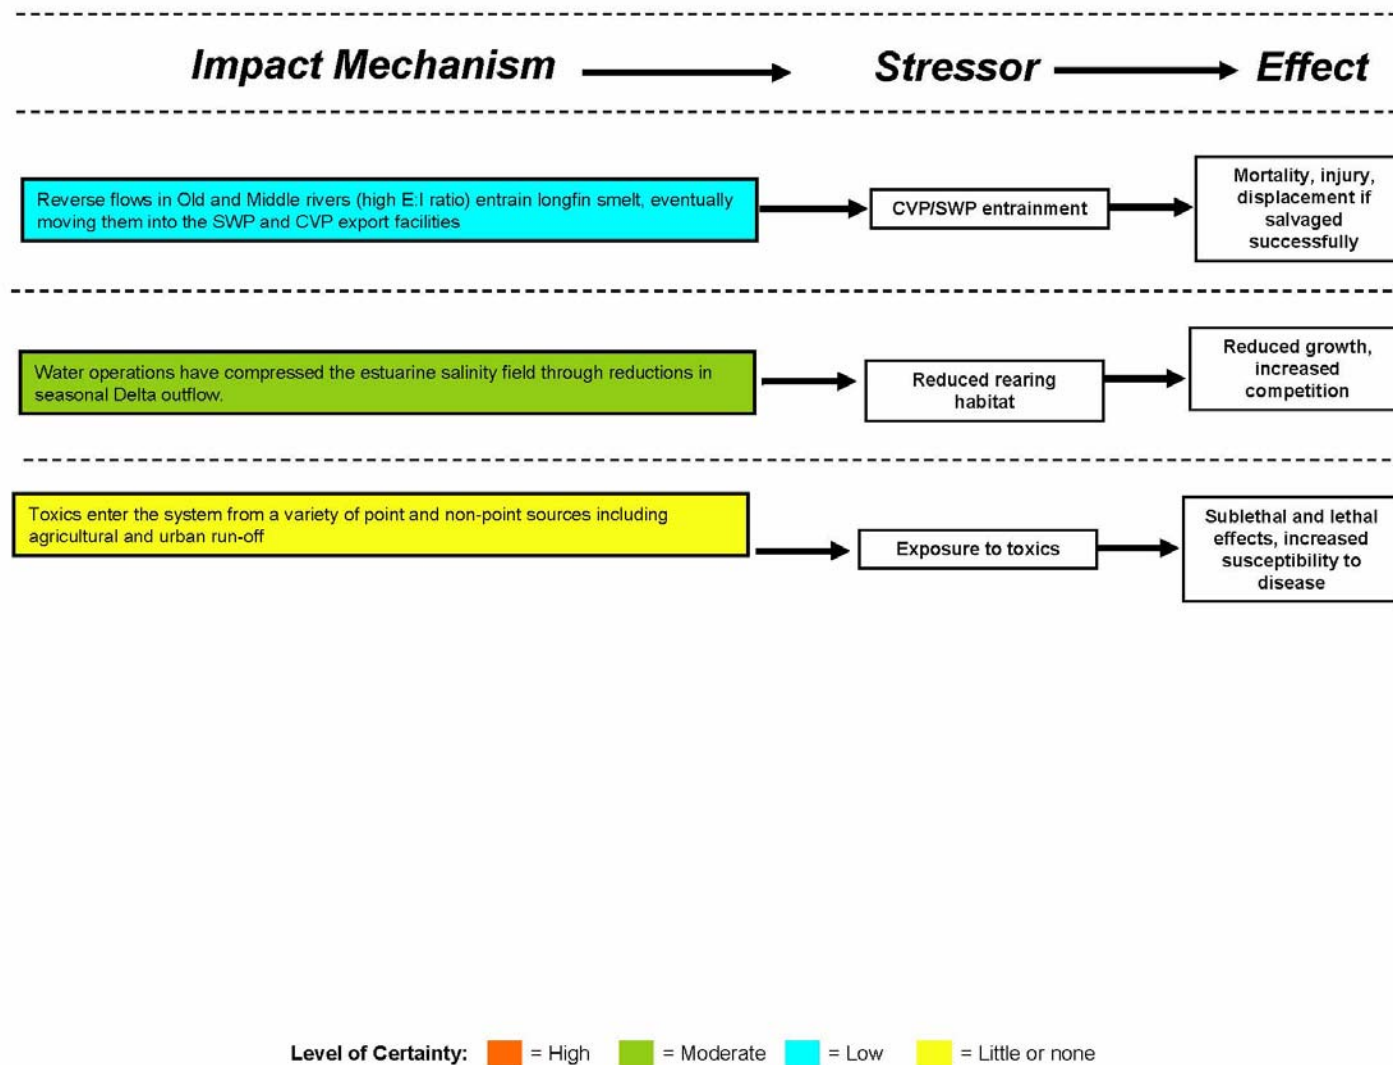 Impact Mechanism Stressor Effect
Reverse flows in Old and Middle rivers (high E:I ratio) entrain longfin smelt, eventually
moving them into the SWP and CVP export facilities
CVP/SWP entrainment
Mortality, injury,
displacement if
salvaged
successfully
Water operations have compressed the estuarine salinity field through reductions in
seasonal Delta outflow.
Reduced rearing
habitat
Reduced growth,
increased
competition
Toxics enter the system from a variety of point and non-point sources including
agricultural and urban run-off
Exposure to toxics
Sublethal and lethal
effects, increased
susceptibility to
disease
Level of Certainty: = High = Moderate = Low = Little or none